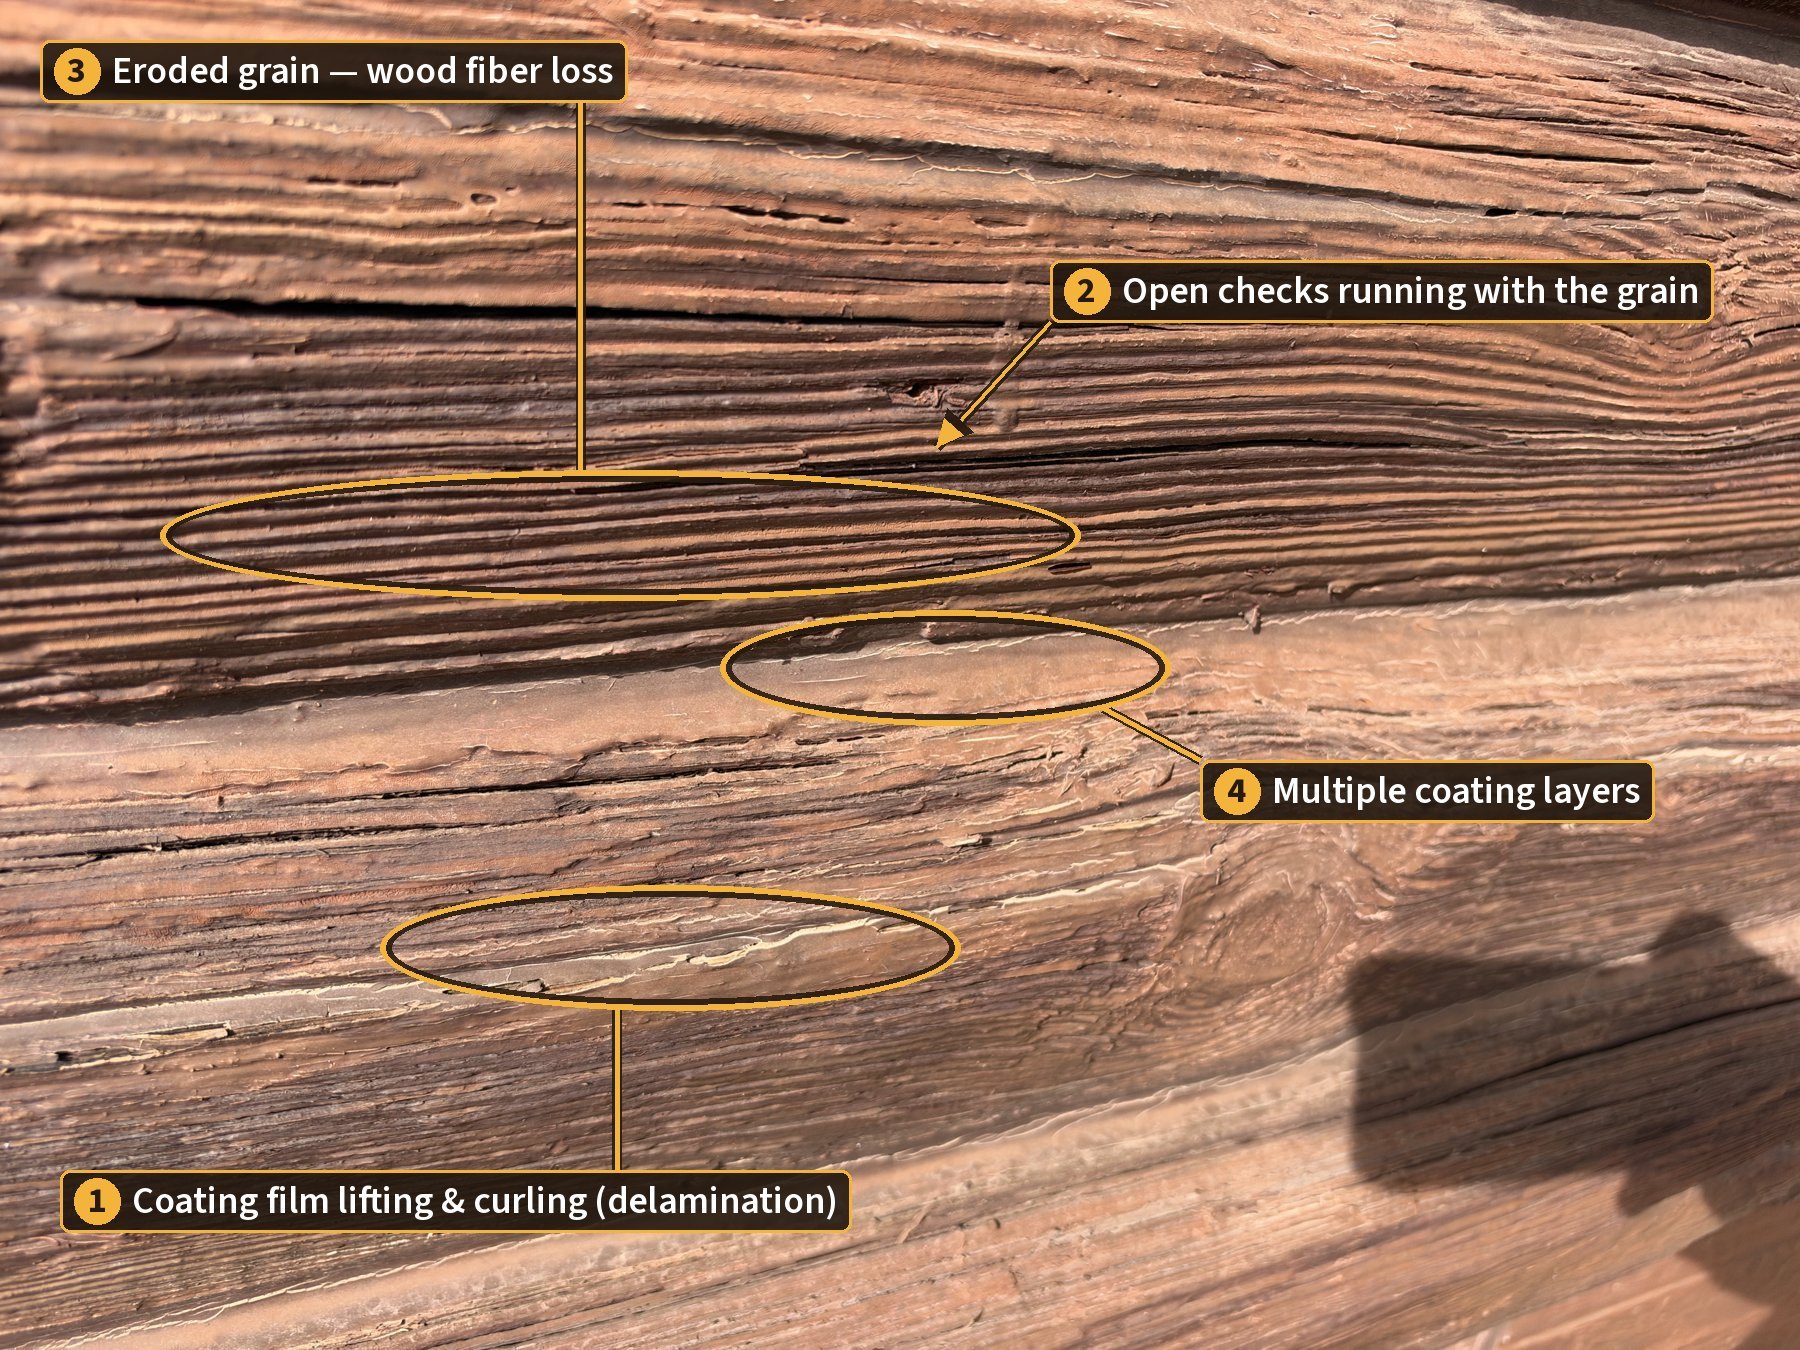 3 Eroded grain — wood fiber loss
2 Open checks running with the grain
4 Multiple coating layers
1 Coating film lifting & curling (delamination)